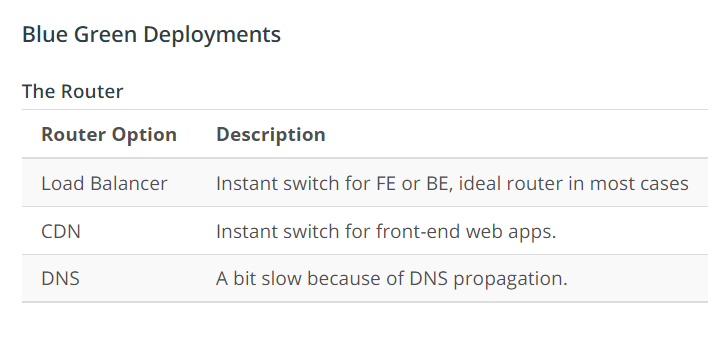 Blue Green Deployments
The Router
Router Option Description
Load Balancer Instant switch for FE or BE, ideal router in most cases
CDN Instant switch for front-end web apps.
DNS A bit slow because of DNS propagation.